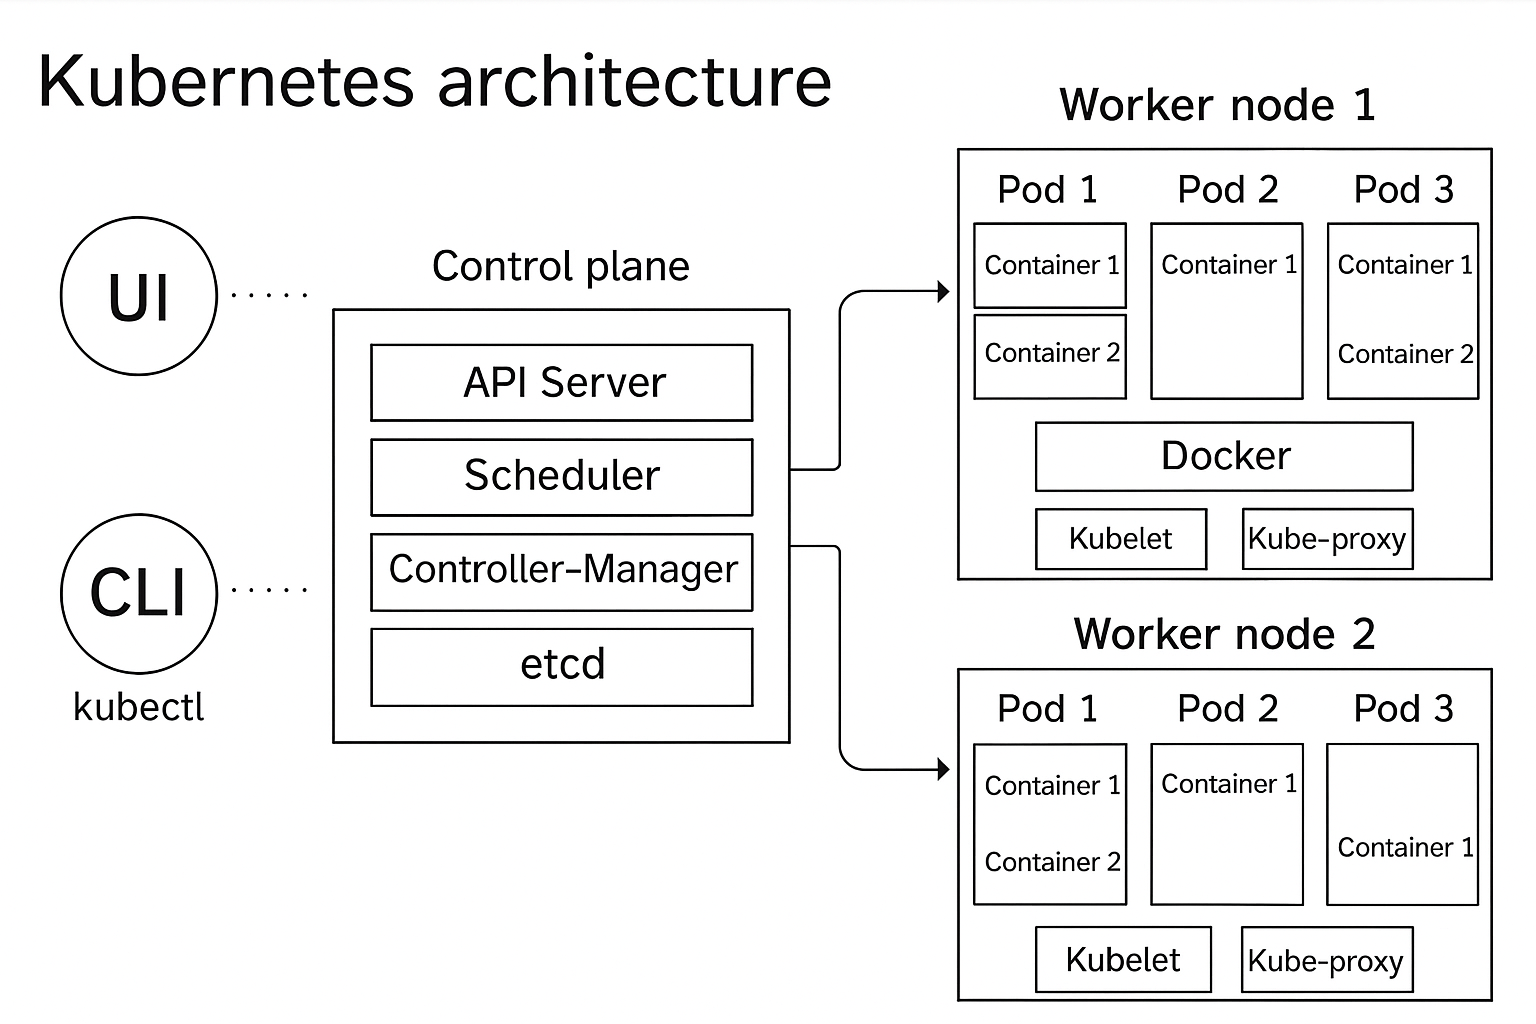 Kubernetes architecture
UI
CLI
kubectl
Control plane
API Server
Scheduler
Controller-Manager
etcd
Worker node 1
Pod 1
Pod 2
Pod 3
Container 1
Container 2
Container 1
Container 1
Container 2
Docker
Kubelet
Kube-proxy
Worker node 2
Pod 1
Pod 2
Pod 3
Container 1
Container 2
Container 1
Container 1
Kubelet
Kube-proxy